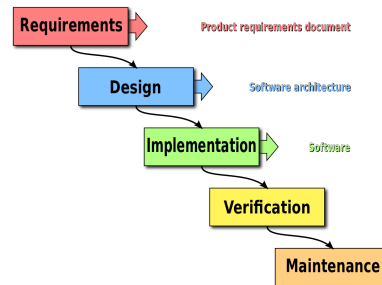 Requirements
Product requirements document
Design
Software architecture
Implementation
Software
Verification
Maintenance